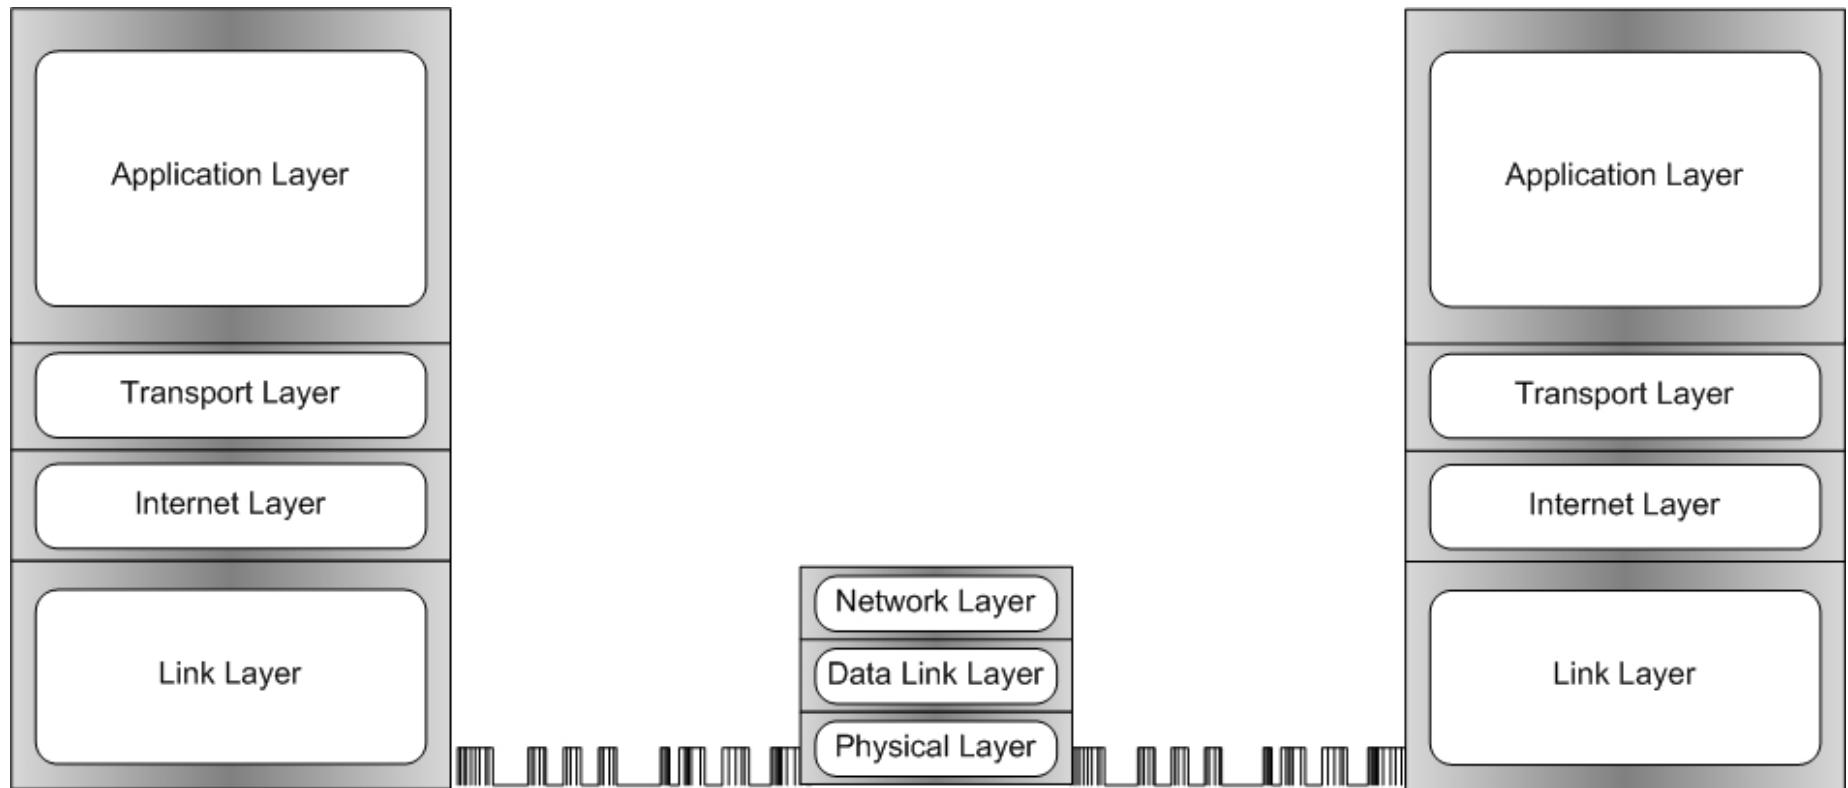 Application Layer
Transport Layer
Internet Layer
Link Layer
Network Layer
Data Link Layer
Physical Layer
Application Layer
Transport Layer
Internet Layer
Link Layer